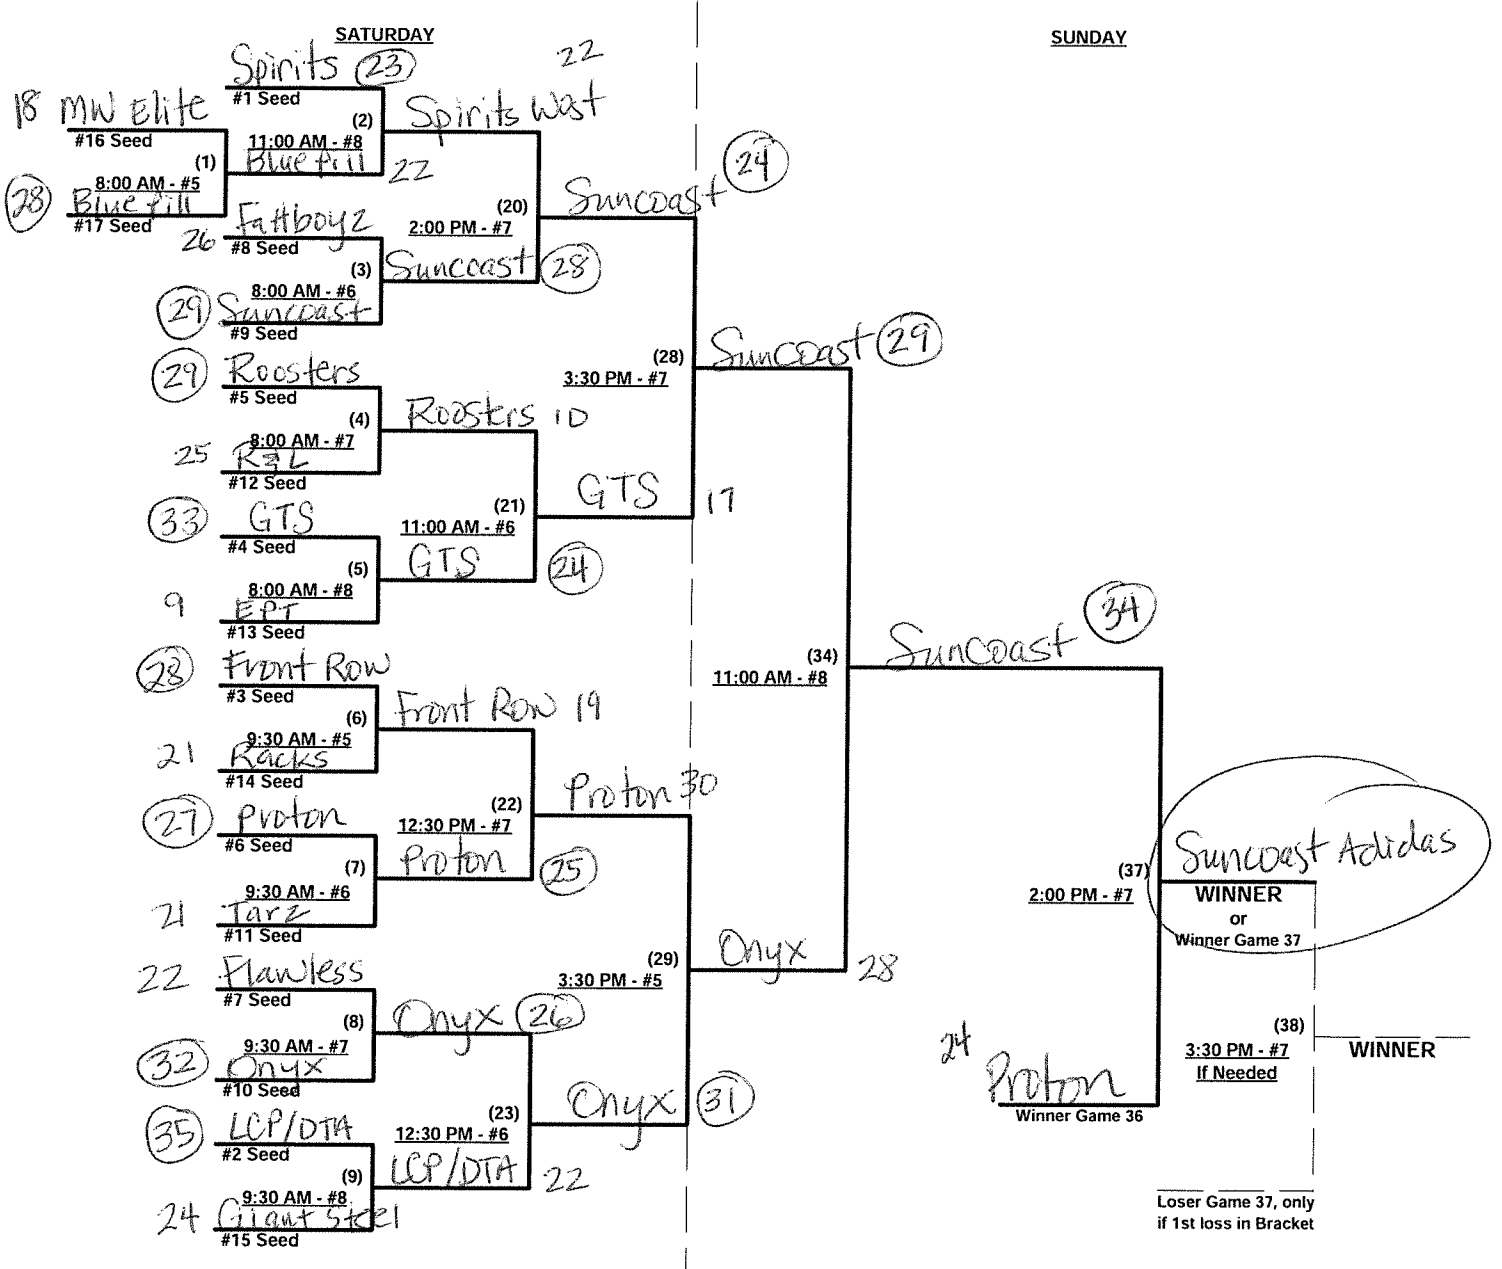 SATURDAY
SUNDAY
Spirits 23
#1 Seed
22
18 MW Elite
#16 Seed
(2)
11:00 AM - #8
Spirits West
(1)
8:00 AM - #5
Bluefill 22
28 Bluefill
#17 Seed
Suncoast 24
26 Fattboyz
#8 Seed
(20)
2:00 PM - #7
(3)
8:00 AM - #6
Suncoast 28
29 Suncoast
#9 Seed
29 Roosters
#5 Seed
(28)
3:30 PM - #7
Suncoast 29
(4)
8:00 AM - #7
Roosters 10
25 R&L
#12 Seed
33 GTS
#4 Seed
(21)
11:00 AM - #6
GTS 17
(5)
8:00 AM - #8
GTS 24
9 EPT
#13 Seed
28 Front Row
#3 Seed
(34)
11:00 AM - #8
Suncoast 34
(6)
9:30 AM - #5
Front Row 19
21 Racks
#14 Seed
27 Proton
#6 Seed
(22)
12:30 PM - #7
Proton 30
(7)
9:30 AM - #6
Proton 25
21 Tarz
#11 Seed
(37)
2:00 PM - #7
Suncoast Adidas
WINNER
or
Winner Game 37
22 Flawless
#7 Seed
(29)
3:30 PM - #5
Onyx 28
(8)
9:30 AM - #7
Onyx 26
32 Onyx
#10 Seed
(38)
3:30 PM - #7
If Needed
WINNER
24 Proton
Winner Game 36
35 LCP/DTA
#2 Seed
(23)
12:30 PM - #6
Onyx 31
(9)
9:30 AM - #8
LCP/DTA 22
24 Giant Steel
#15 Seed
Loser Game 37, only
if 1st loss in Bracket